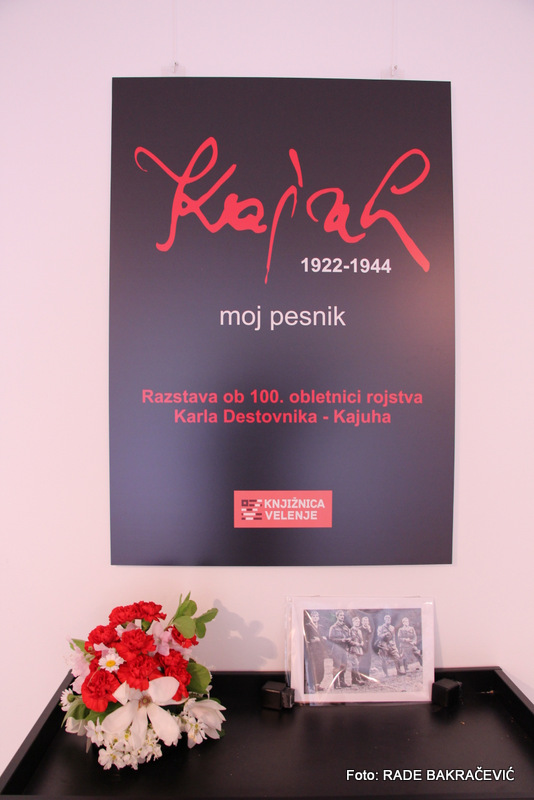 Kajuh
1922-1944
moj pesnik
Razstava ob 100. obletnici rojstva
Karla Destovnika - Kajuha
KNJIŽNICA
VELENJE
Foto: RADE BAKRAČEVIĆ